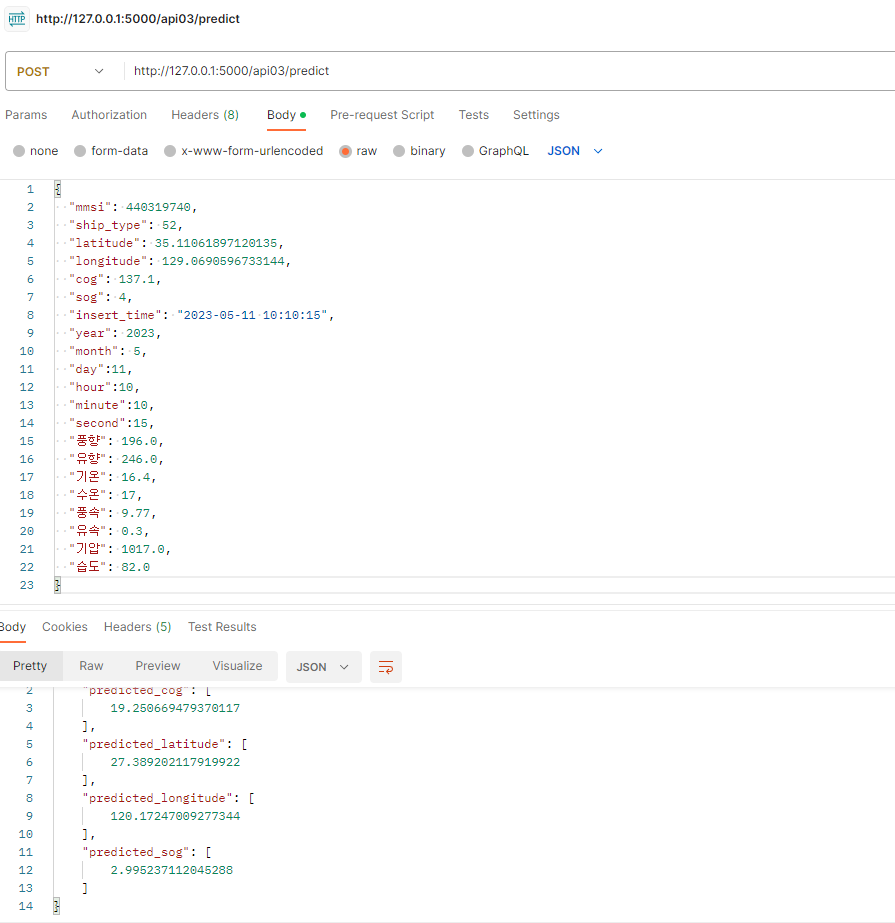 HTTP http://127.0.0.1:5000/api03/predict
POST http://127.0.0.1:5000/api03/predict
Params Authorization Headers (8) Body Pre-request Script Tests Settings
none form-data x-www-form-urlencoded raw binary GraphQL JSON
1 {
2 "mmsi": 440319740,
3 "ship_type": 52,
4 "latitude": 35.11061897120135,
5 "longitude": 129.0690596733144,
6 "cog": 137.1,
7 "sog": 4,
8 "insert_time": "2023-05-11 10:10:15",
9 "year": 2023,
10 "month": 5,
11 "day":11,
12 "hour":10,
13 "minute":10,
14 "second":15,
15 "풍향": 196.0,
16 "유향": 246.0,
17 "기온": 16.4,
18 "수온": 17,
19 "풍속": 9.77,
20 "유속": 0.3,
21 "기압": 1017.0,
22 "습도": 82.0
23 }
Body Cookies Headers (5) Test Results
Pretty Raw Preview Visualize JSON
2 "predicted_cog": [
3 19.250669479370117
4 ],
5 "predicted_latitude": [
6 27.389202117919922
7 ],
8 "predicted_longitude": [
9 120.17247009277344
10 ],
11 "predicted_sog": [
12 2.995237112045288
13 ]
14 }